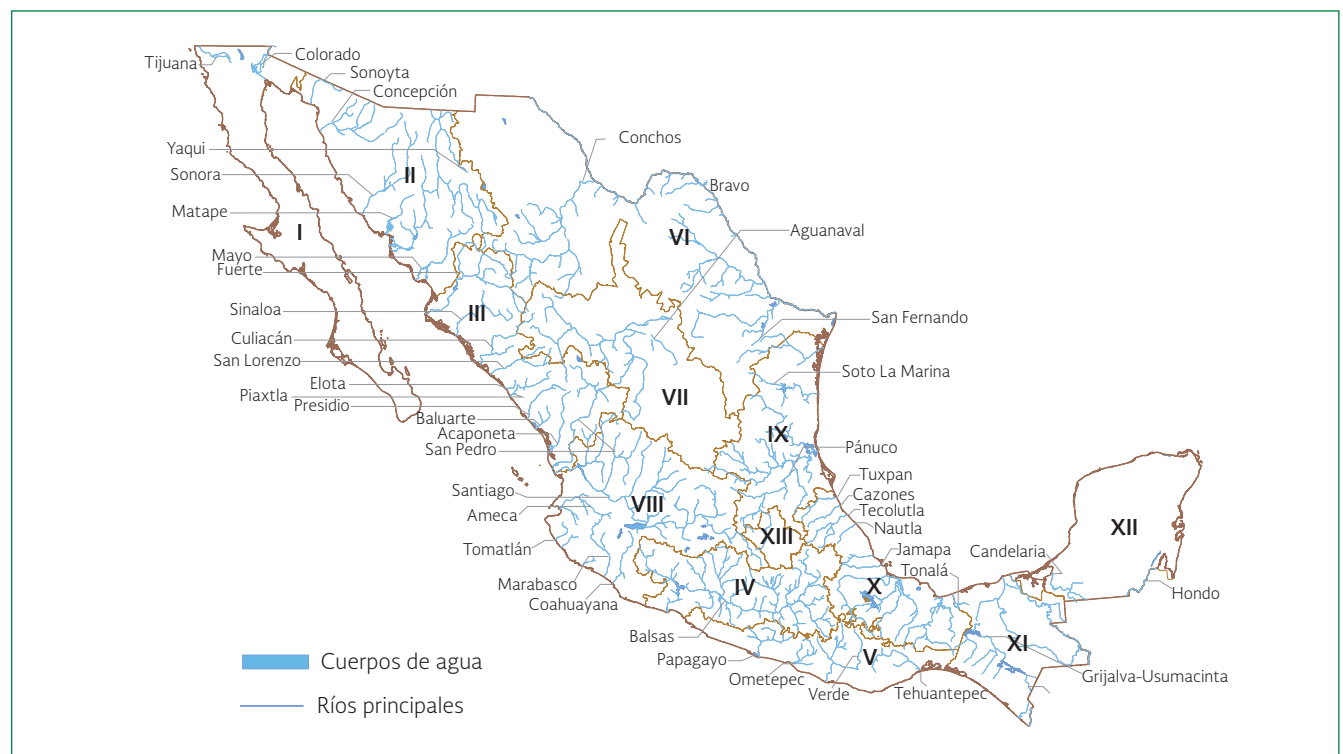 Tijuana
Colorado
Sonoyta
Concepción
Yaqui
Sonora
Matape
Mayo
Fuerte
Sinaloa
Culiacán
San Lorenzo
Elota
Piaxtla
Presidio
Baluarte
Acaponeta
San Pedro
Santiago
Ameca
Tomatlán
Marabasco
Coahuayana
Balsas
Papagayo
Ometepec
Verde
Tehuantepec
Conchos
Bravo
Aguanaval
San Fernando
Soto La Marina
Pánuco
Tuxpan
Cazones
Tecolutla
Nautla
Jamapa
Tonalá
Candelaria
Hondo
Grijalva-Usumacinta
I
II
III
IV
V
VI
VII
VIII
IX
X
XI
XII
XIII
Cuerpos de agua
Ríos principales